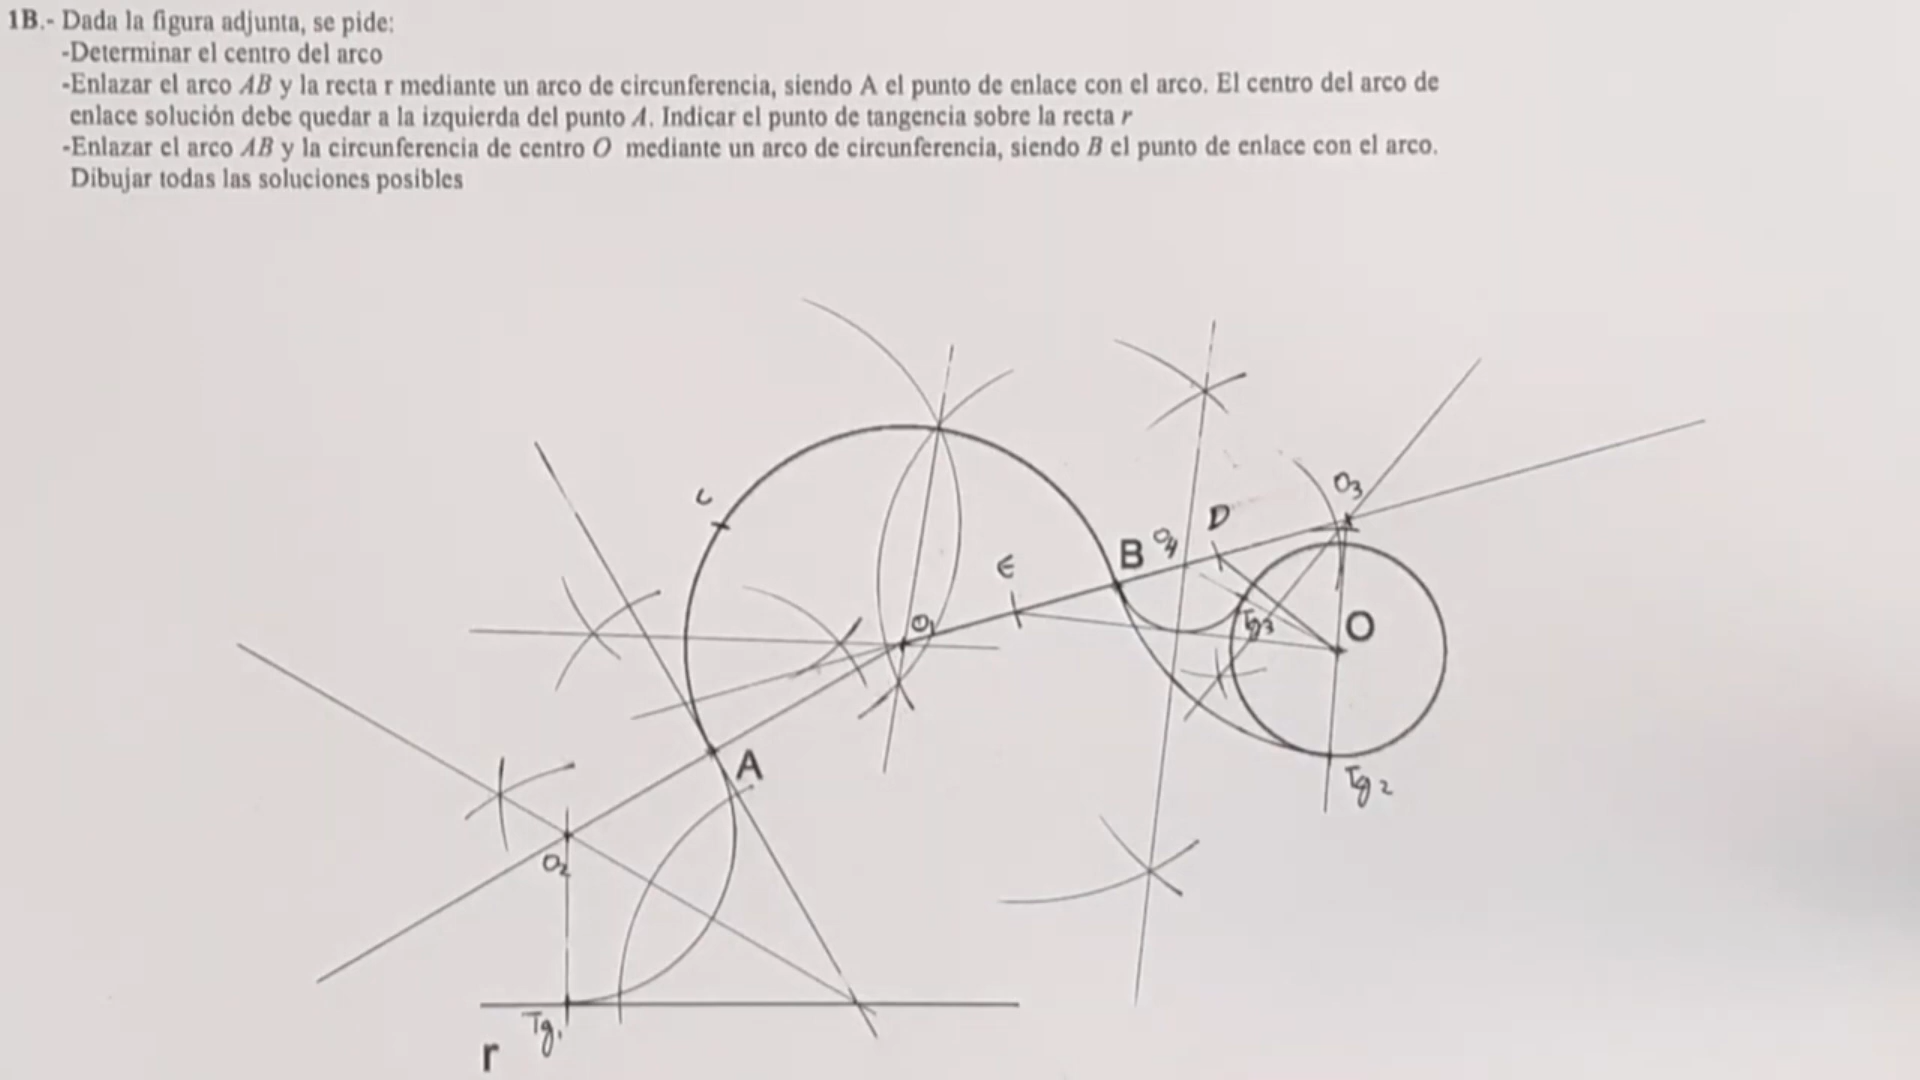 1B.- Dada la figura adjunta, se pide:
-Determinar el centro del arco
-Enlazar el arco AB y la recta r mediante un arco de circunferencia, siendo A el punto de enlace con el arco. El centro del arco de
enlace solución debe quedar a la izquierda del punto A. Indicar el punto de tangencia sobre la recta r
-Enlazar el arco AB y la circunferencia de centro O mediante un arco de circunferencia, siendo B el punto de enlace con el arco.
Dibujar todas las soluciones posibles
C
O3
D
B
O4
E
O1
Tg3
O
A
Tg2
O2
Tg1
r